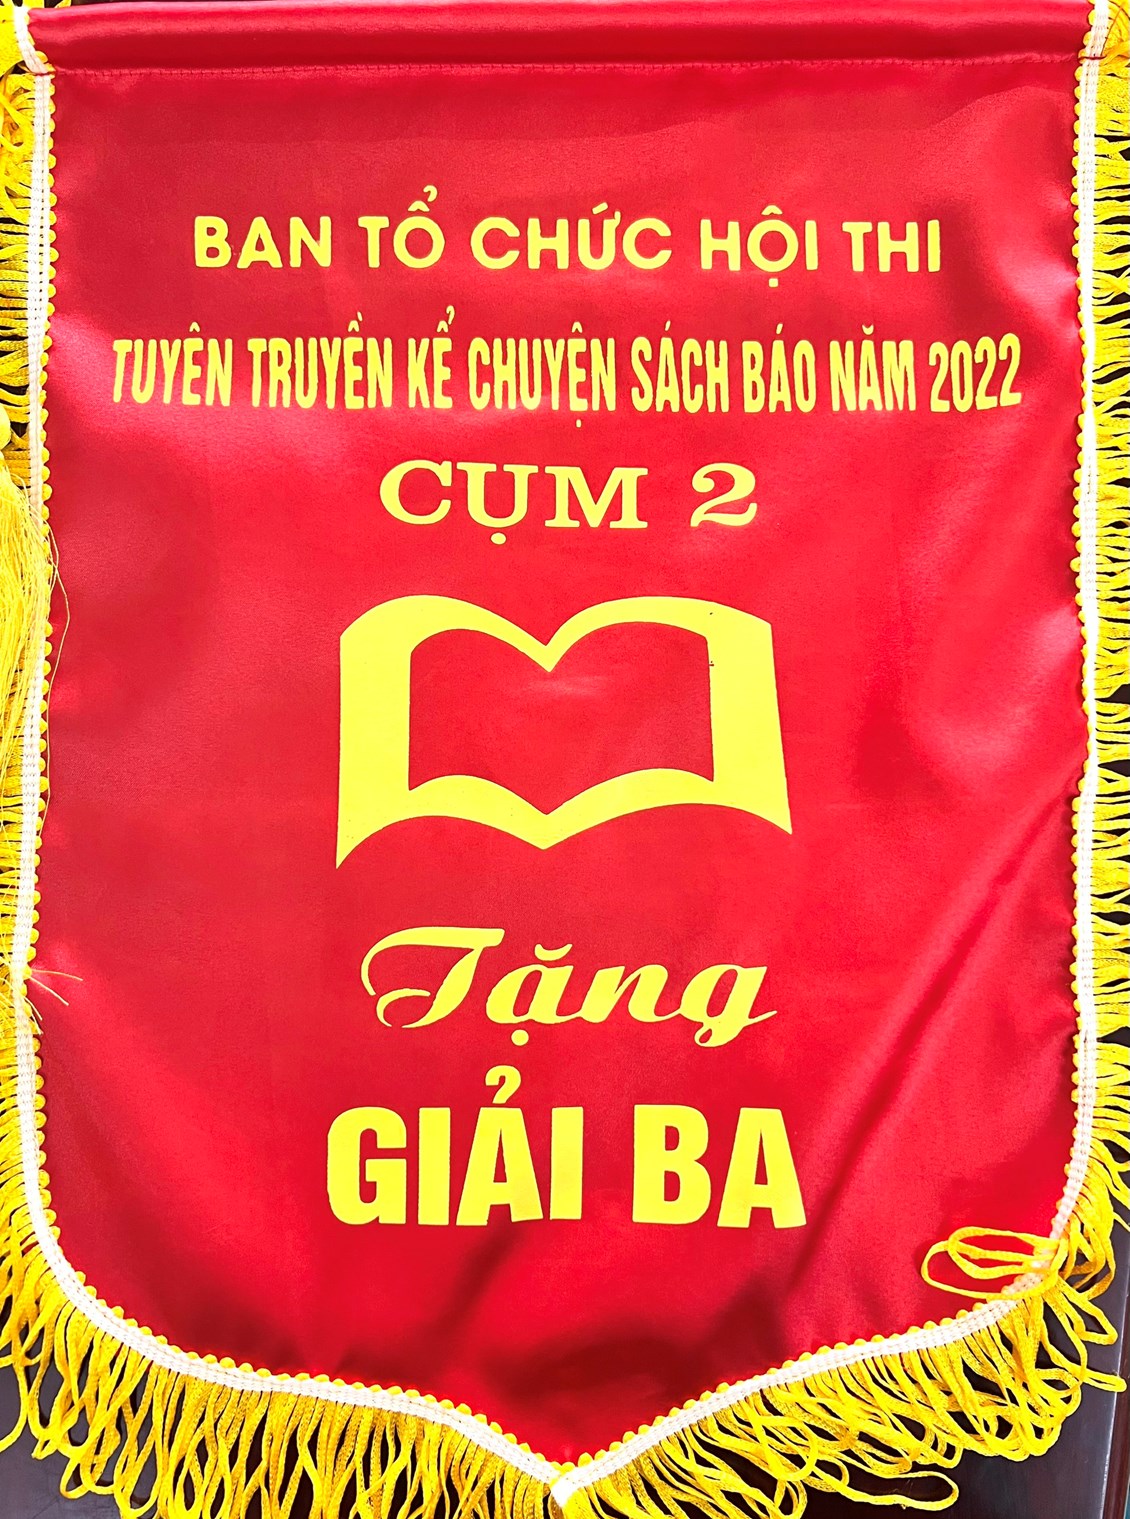 BAN TỔ CHỨC HỘI THI
TUYÊN TRUYỀN KỂ CHUYỆN SÁCH BÁO NĂM 2022
CỤM 2
Tặng
GIẢI BA